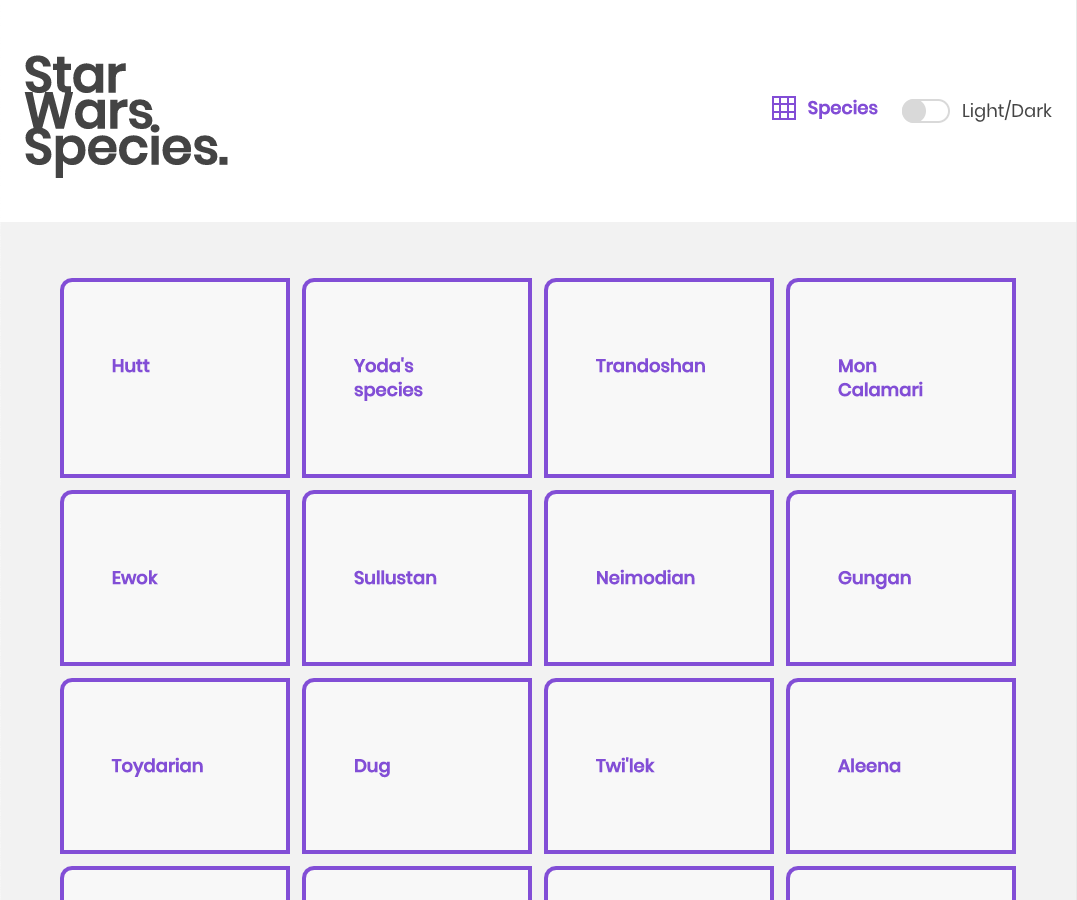 Star
Wars
Species.
Species
Light/Dark
Hutt
Yoda's
species
Trandoshan
Mon
Calamari
Ewok
Sullustan
Neimodian
Gungan
Toydarian
Dug
Twi'lek
Aleena